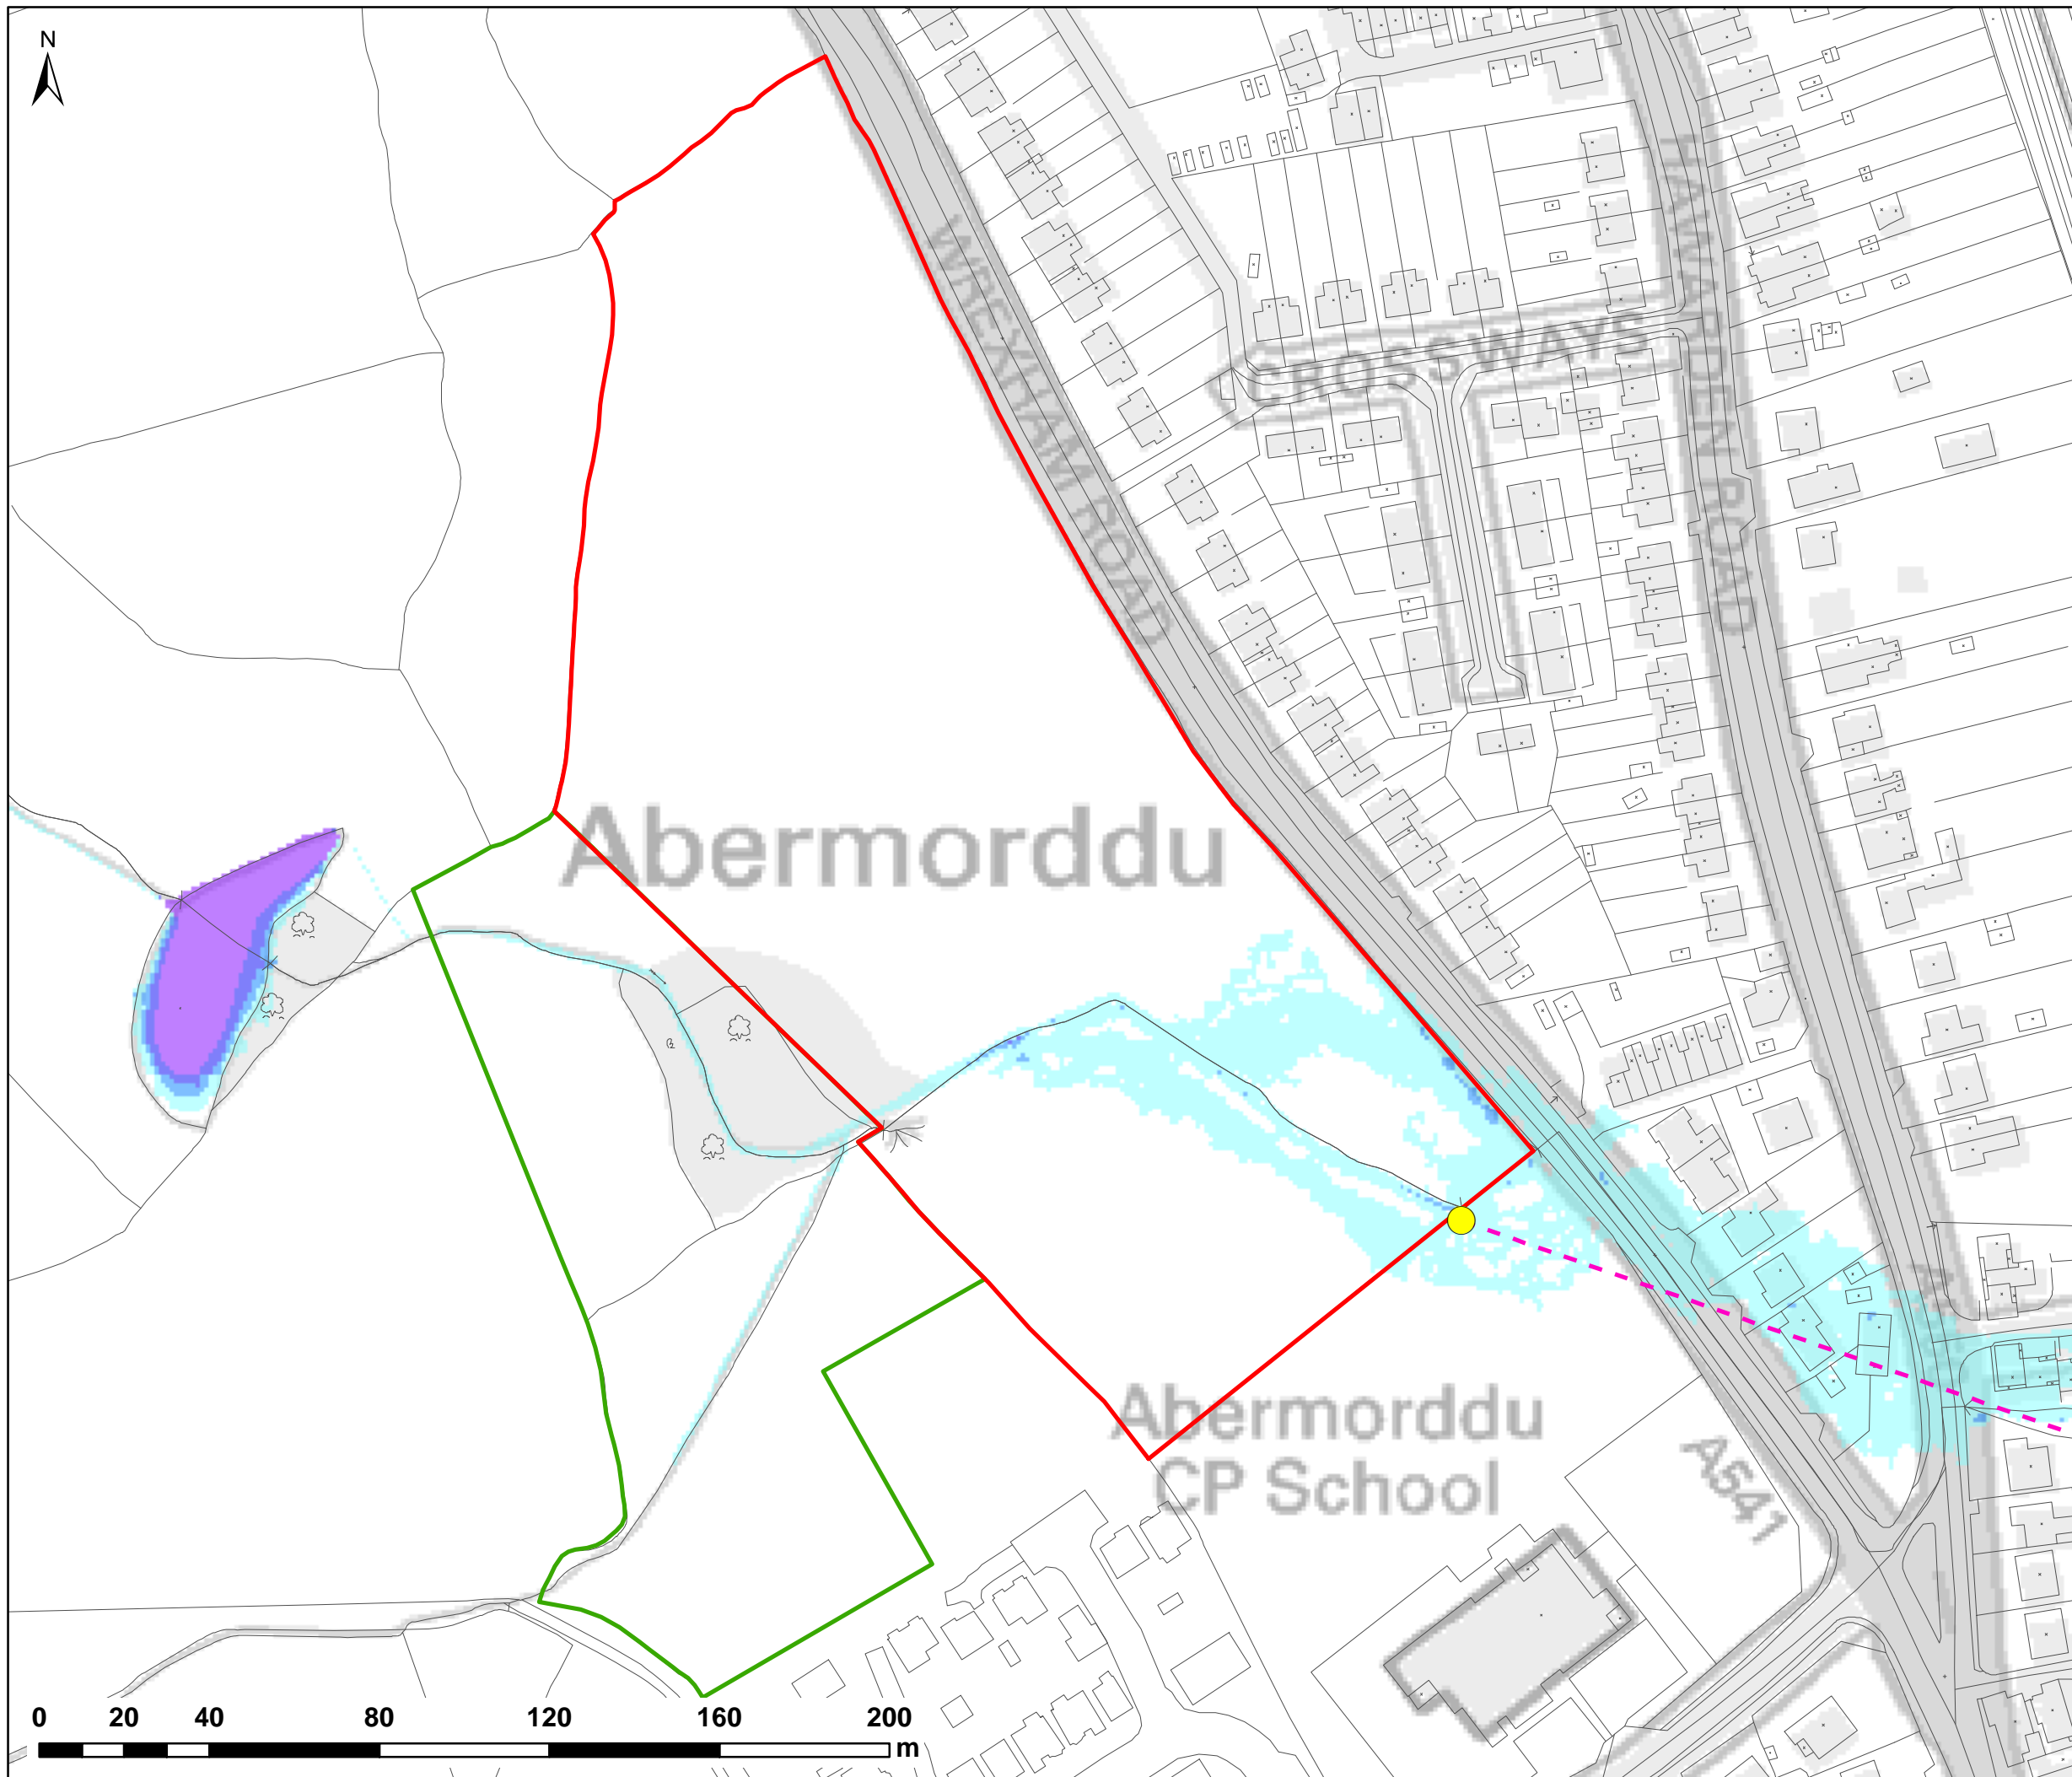 N
WREXHAM ROAD
HAWARDEN ROAD
CROSSWAYS
Abermorddu
Abermorddu
CP School
A541
0 20 40 80 120 160 200
m